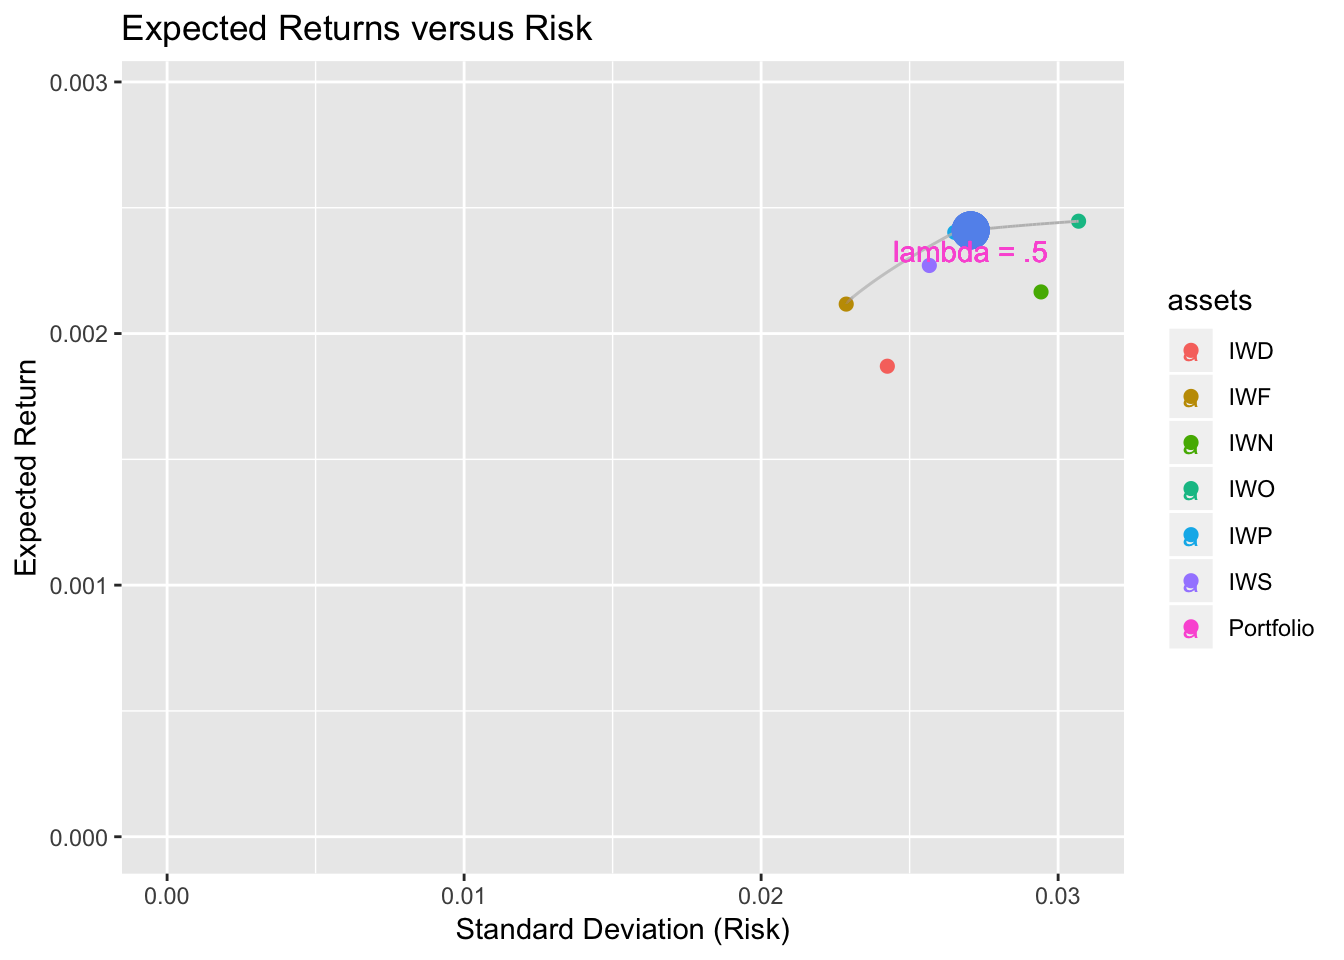 Expected Returns versus Risk
0.003
0.002
0.001
0.000
Expected Return
lambda = .5
0.00
0.01
0.02
0.03
Standard Deviation (Risk)
assets
a IWD
a IWF
a IWN
a IWO
a IWP
a IWS
a Portfolio